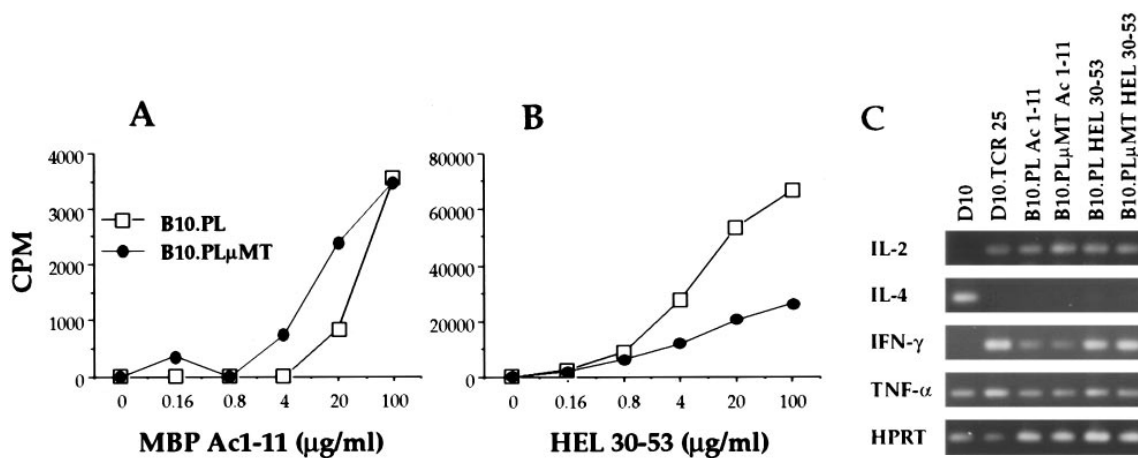 A
4000
3000
2000
1000
0
CPM
B10.PL
B10.PLµMT
0 0.16 0.8 4 20 100
MBP Ac1-11 (µg/ml)
B
80000
60000
40000
20000
0
0 0.16 0.8 4 20 100
HEL 30-53 (µg/ml)
C
D10
D10.TCR 25
B10.PL Ac 1-11
B10.PLµMT Ac 1-11
B10.PL HEL 30-53
B10.PLµMT HEL 30-53
IL-2
IL-4
IFN-γ
TNF-α
HPRT